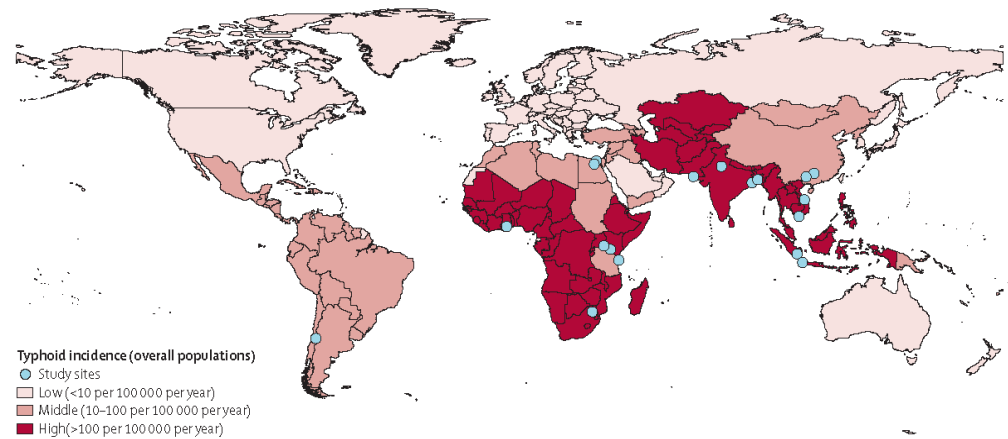 Typhoid incidence (overall populations)
Study sites
Low (<10 per 100 000 per year)
Middle (10–100 per 100 000 per year)
High(>100 per 100 000 per year)